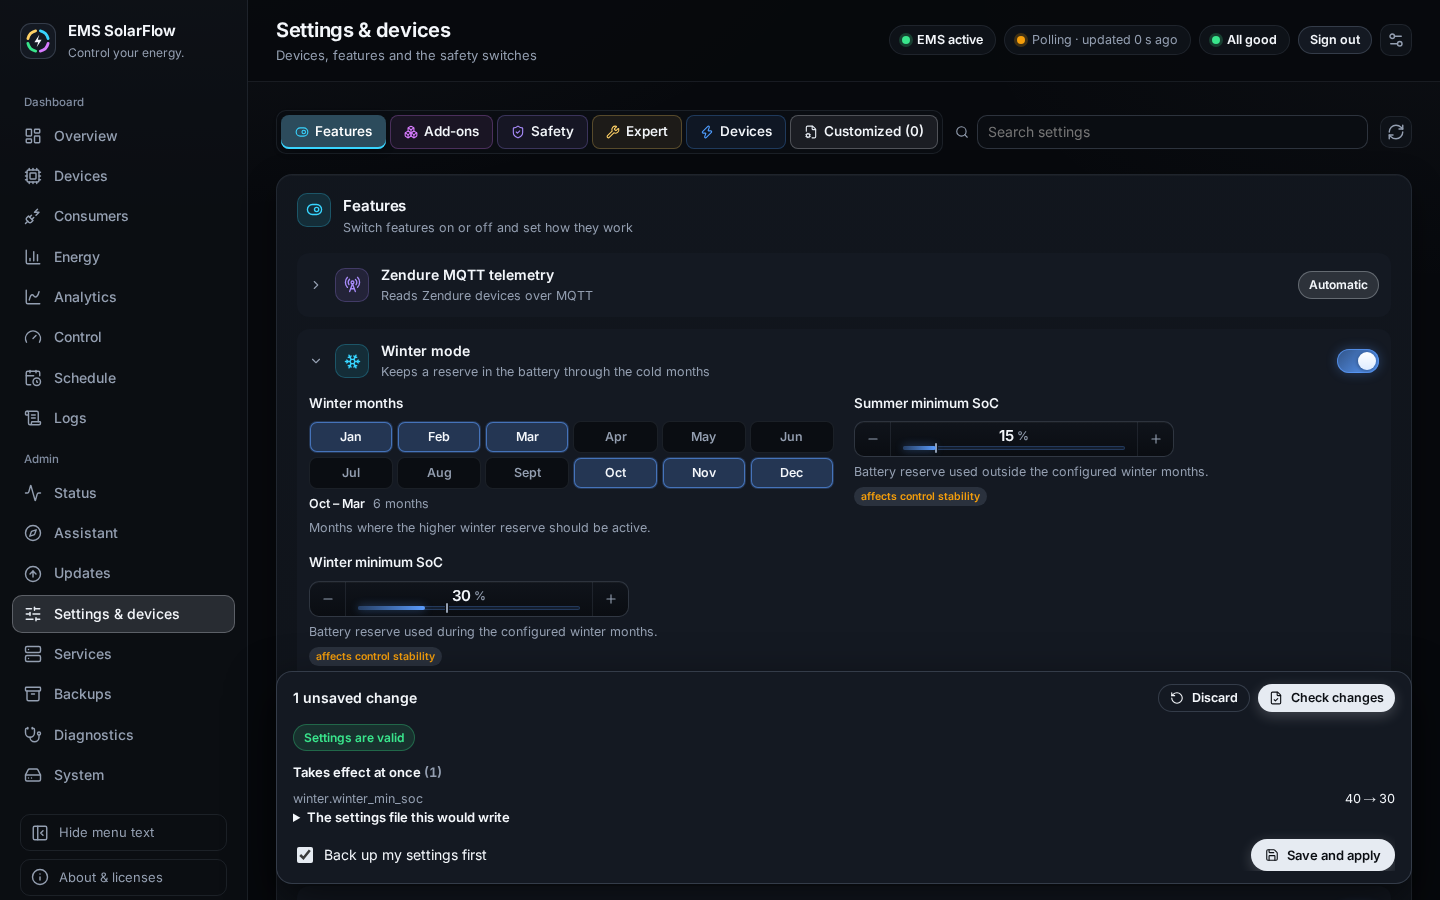 EMS SolarFlow
Control your energy.
Dashboard
Overview
Devices
Consumers
Energy
Analytics
Control
Schedule
Logs
Admin
Status
Assistant
Updates
Settings & devices
Services
Backups
Diagnostics
System
Hide menu text
About & licenses
Settings & devices
Devices, features and the safety switches
EMS active
Polling · updated 0 s ago
All good
Sign out
Features
Add-ons
Safety
Expert
Devices
Customized (0)
Search settings
Features
Switch features on or off and set how they work
Zendure MQTT telemetry
Reads Zendure devices over MQTT
Automatic
Winter mode
Keeps a reserve in the battery through the cold months
Winter months
Jan Feb Mar Apr May Jun
Jul Aug Sept Oct Nov Dec
Oct – Mar 6 months
Months where the higher winter reserve should be active.
Summer minimum SoC
− 15 % +
Battery reserve used outside the configured winter months.
affects control stability
Winter minimum SoC
− 30 % +
Battery reserve used during the configured winter months.
affects control stability
1 unsaved change
Discard
Check changes
Settings are valid
Takes effect at once (1)
winter.winter_min_soc 40 → 30
The settings file this would write
Back up my settings first
Save and apply